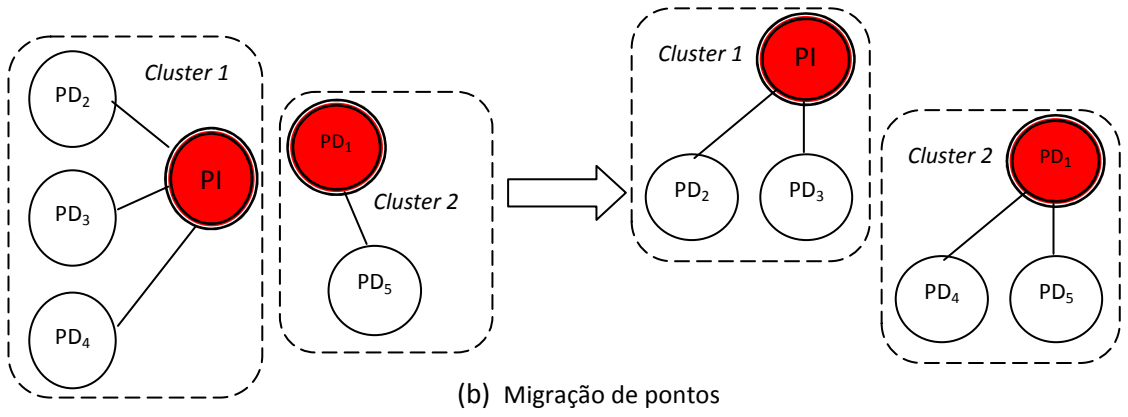 Cluster 1
PD₂
PI
PD₃
PD₄
PD₁
Cluster 2
PD₅
Cluster 1
PI
PD₂
PD₃
Cluster 2
PD₁
PD₄
PD₅
(b) Migração de pontos